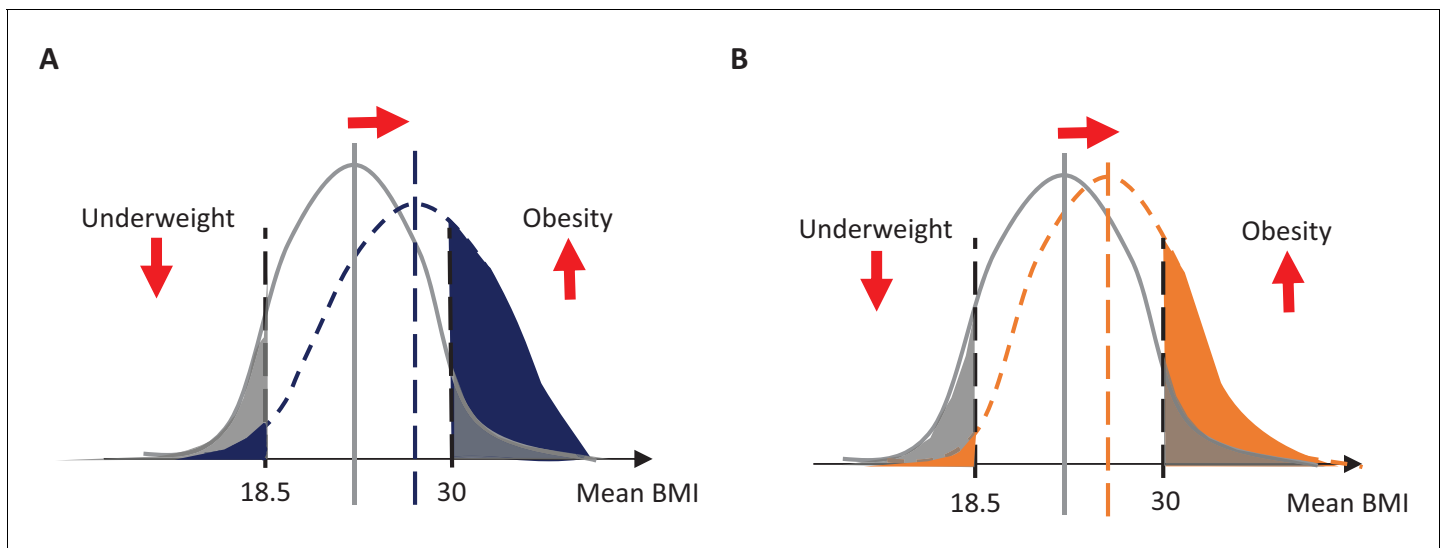 A
Underweight
Obesity
18.5
30
Mean BMI
B
Underweight
Obesity
18.5
30
Mean BMI